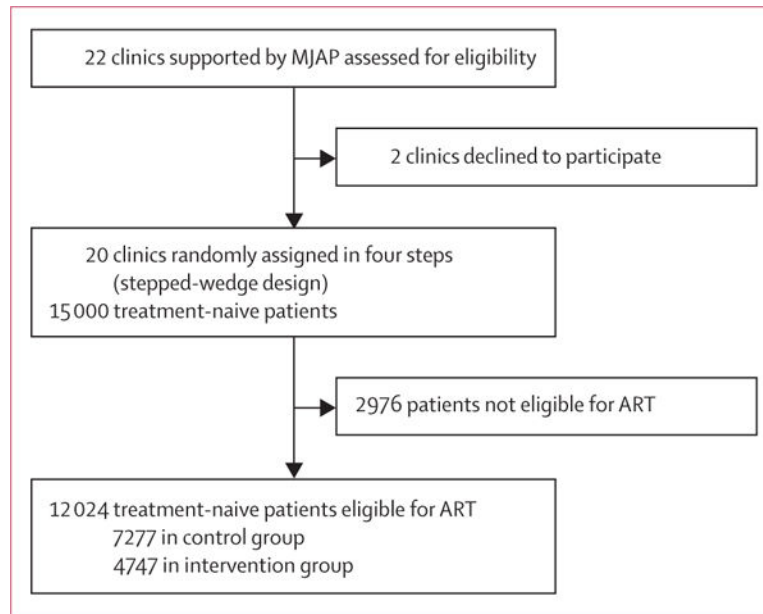 22 clinics supported by MJAP assessed for eligibility
2 clinics declined to participate
20 clinics randomly assigned in four steps
(stepped-wedge design)
15 000 treatment-naive patients
2976 patients not eligible for ART
12 024 treatment-naive patients eligible for ART
7277 in control group
4747 in intervention group